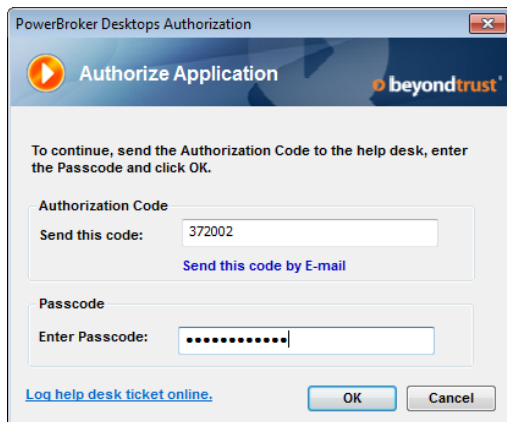 PowerBroker Desktops Authorization
Authorize Application
beyondtrust
To continue, send the Authorization Code to the help desk, enter
the Passcode and click OK.
Authorization Code
Send this code:
372002
Send this code by E-mail
Passcode
Enter Passcode:
••••••••••••
Log help desk ticket online.
OK
Cancel